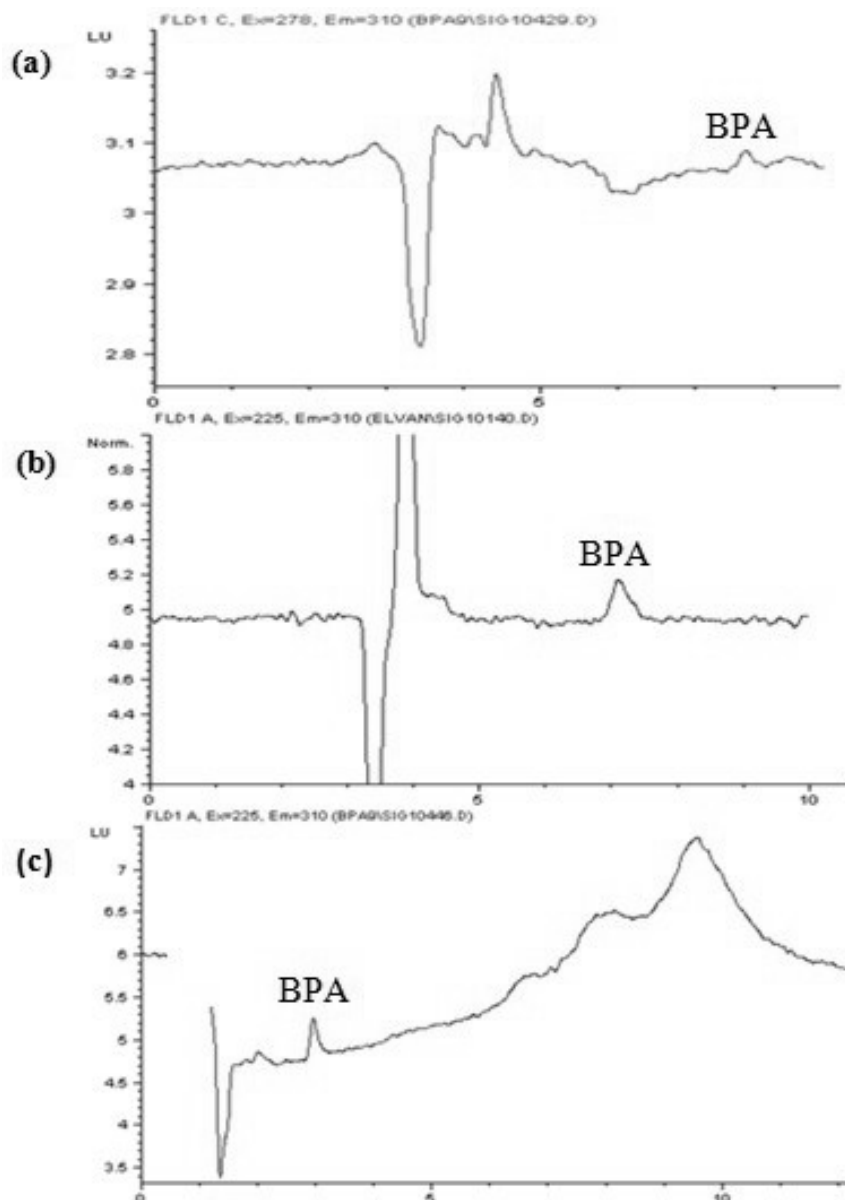 FLD1 C, Ex=278, Em=310 (BPA9\SIG10429.D)
LU
(a)
3.2
BPA
3.1
3
2.9
2.8
0 5
FLD1 A, Ex=225, Em=310 (ELVAN\SIG10140.D)
Norm.
(b)
5.8
5.6
5.4
BPA
5.2
5
4.8
4.6
4.4
4.2
4
0 5 10
FLD1 A, Ex=225, Em=310 (BPA9\SIG10446.D)
LU
(c)
7
6.5
6
BPA
5.5
5
4.5
4
3.5
0 5 10